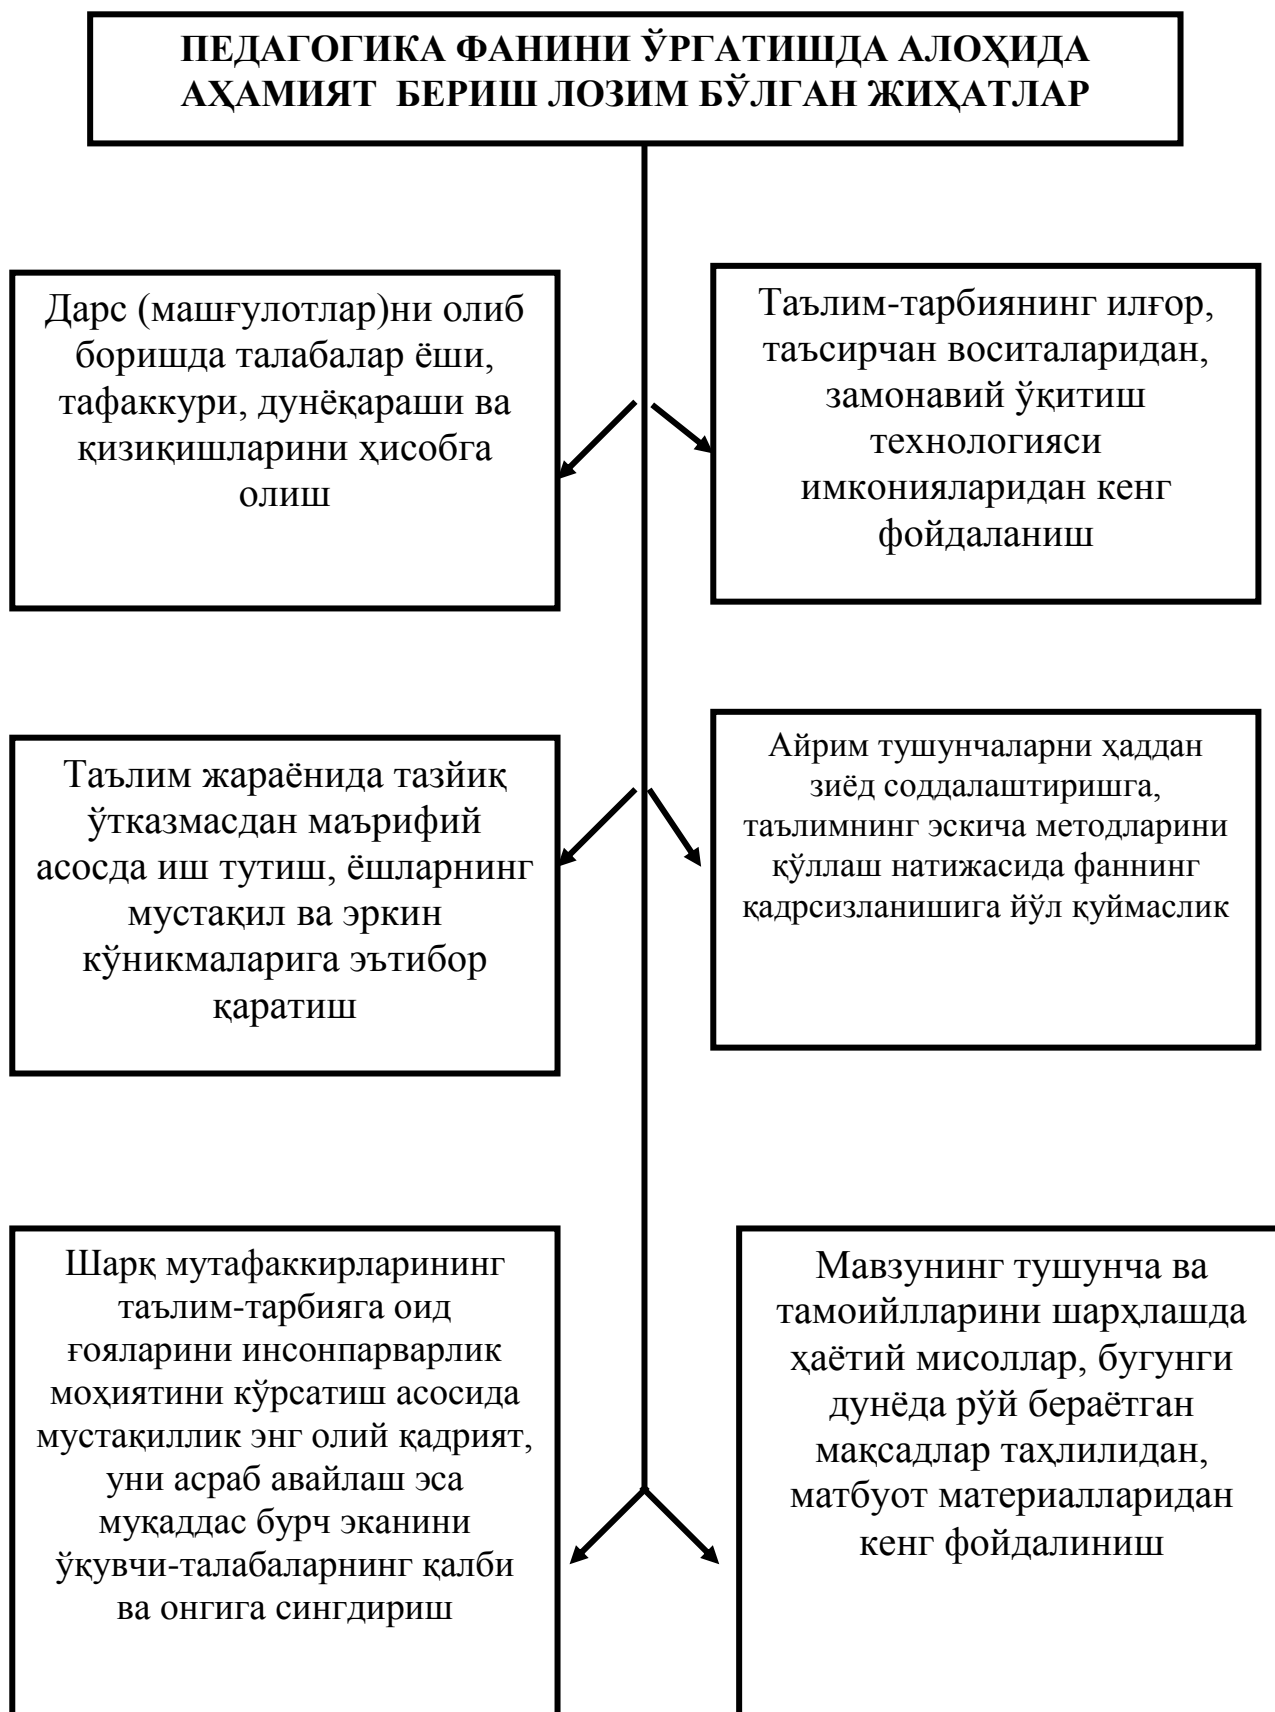 ПЕДАГОГИКА ФАНИНИ ЎРГАТИШДА АЛОҲИДА
АҲАМИЯТ БЕРИШ ЛОЗИМ БЎЛГАН ЖИҲАТЛАР
Дарс (машғулотлар)ни олиб
боришда талабалар ёши,
тафаккури, дунёқараши ва
қизиқишларини ҳисобга
олиш
Таълим-тарбиянинг илғор,
таъсирчан воситаларидан,
замонавий ўқитиш
технологияси
имконияларидан кенг
фойдаланиш
Таълим жараёнида тазйиқ
ўтказмасдан маърифий
асосда иш тутиш, ёшларнинг
мустақил ва эркин
кўникмаларига эътибор
қаратиш
Айрим тушунчаларни ҳаддан
зиёд соддалаштиришга,
таълимнинг эскича методларини
қўллаш натижасида фаннинг
қадрсизланишига йўл қуймаслик
Шарқ мутафаккирларининг
таълим-тарбияга оид
ғояларини инсонпарварлик
моҳиятини кўрсатиш асосида
мустақиллик энг олий қадрият,
уни асраб авайлаш эса
муқаддас бурч эканини
ўқувчи-талабаларнинг қалби
ва онгига сингдириш
Мавзунинг тушунча ва
тамоийлларини шарҳлашда
ҳаётий мисоллар, бугунги
дунёда рўй бераётган
мақсадлар таҳлилидан,
матбуот материалларидан
кенг фойдалиниш